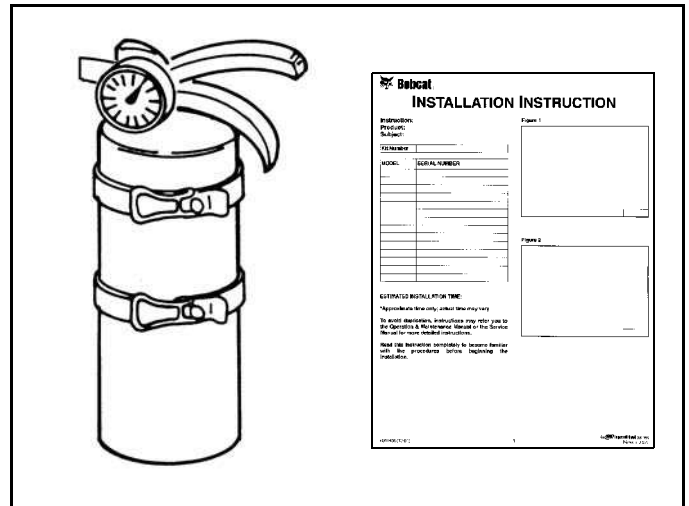 Bobcat
INSTALLATION INSTRUCTION
Instruction:
Product:
Subject:
Kit Number
MODEL SERIAL NUMBER
ESTIMATED INSTALLATION TIME:
*Approximate time only; actual time may vary
To avoid duplication, instructions may refer you to
the Operation & Maintenance Manual or the Service
Manual for more detailed instructions.
Read this instruction completely to become familiar
with the procedures before beginning the
installation.
1
Figure 1
Figure 2